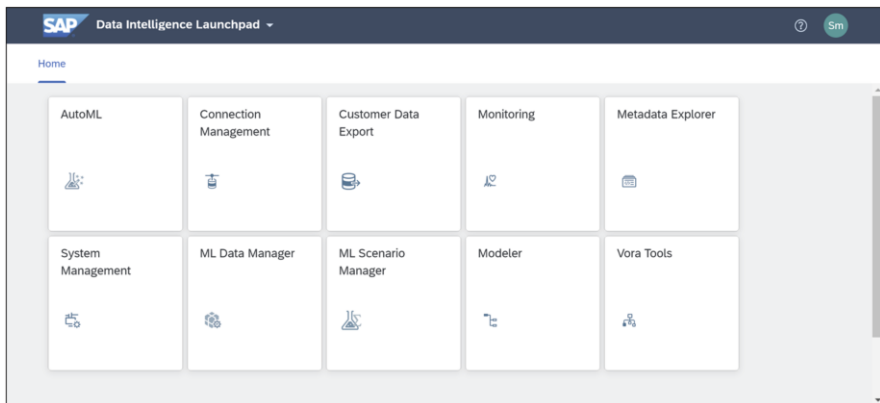 SAP Data Intelligence Launchpad
Sm
Home
AutoML
Connection
Management
Customer Data
Export
Monitoring
Metadata Explorer
System
Management
ML Data Manager
ML Scenario
Manager
Modeler
Vora Tools